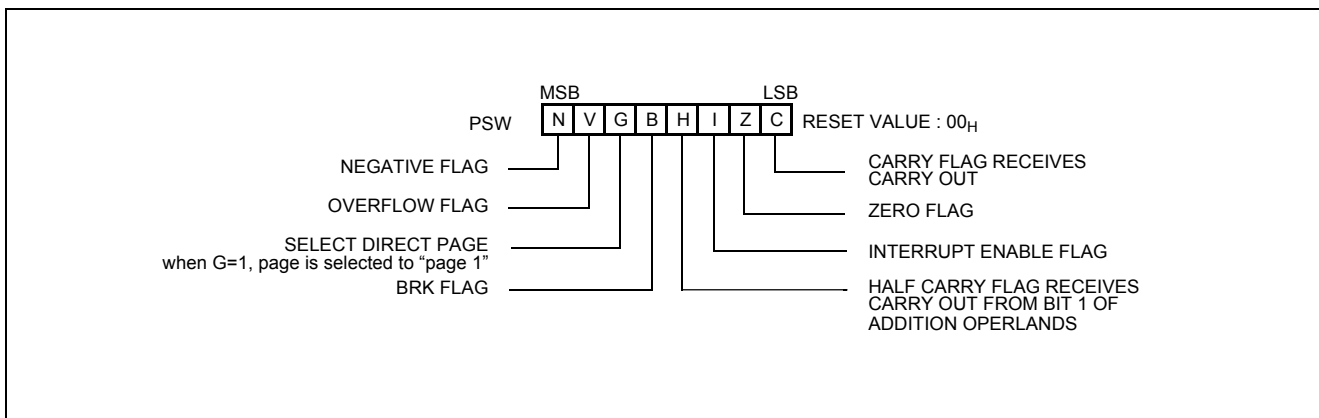 MSB LSB
PSW N V G B H I Z C RESET VALUE : 00H
NEGATIVE FLAG
OVERFLOW FLAG
SELECT DIRECT PAGE
when G=1, page is selected to “page 1”
BRK FLAG
CARRY FLAG RECEIVES
CARRY OUT
ZERO FLAG
INTERRUPT ENABLE FLAG
HALF CARRY FLAG RECEIVES
CARRY OUT FROM BIT 1 OF
ADDITION OPERLANDS